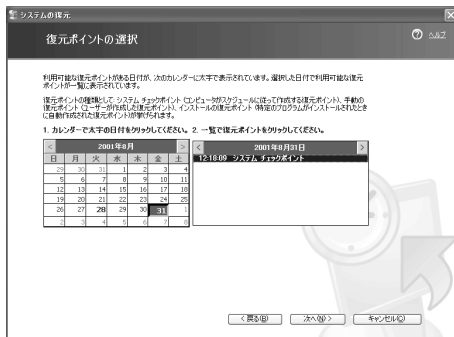 システムの復元
復元ポイントの選択
ヘルプ
利用可能な復元ポイントがある日付が、次のカレンダーに太字で表示されています。選択した日付で利用可能な復元
ポイントが一覧に表示されています。
復元ポイントの種類として、システム チェックポイント (コンピュータがスケジュールに従って作成する復元ポイント)、手動の
復元ポイント (ユーザーが作成した復元ポイント)、インストールの復元ポイント (特定のプログラムがインストールされたとき
に自動作成された復元ポイント) が挙げられます。
1. カレンダーで太字の日付をクリックしてください。 2. 一覧で復元ポイントをクリックしてください。
< 2001年8月 > < 2001年8月31日 >
日 月 火 水 木 金 土 12:18:09 システム チェックポイント
29 30 31 1 2 3 4
5 6 7 8 9 10 11
12 13 14 15 16 17 18
19 20 21 22 23 24 25
26 27 28 29 30 31 1
2 3 4 5 6 7 8
< 戻る(B) 次へ(N) > キャンセル(C)